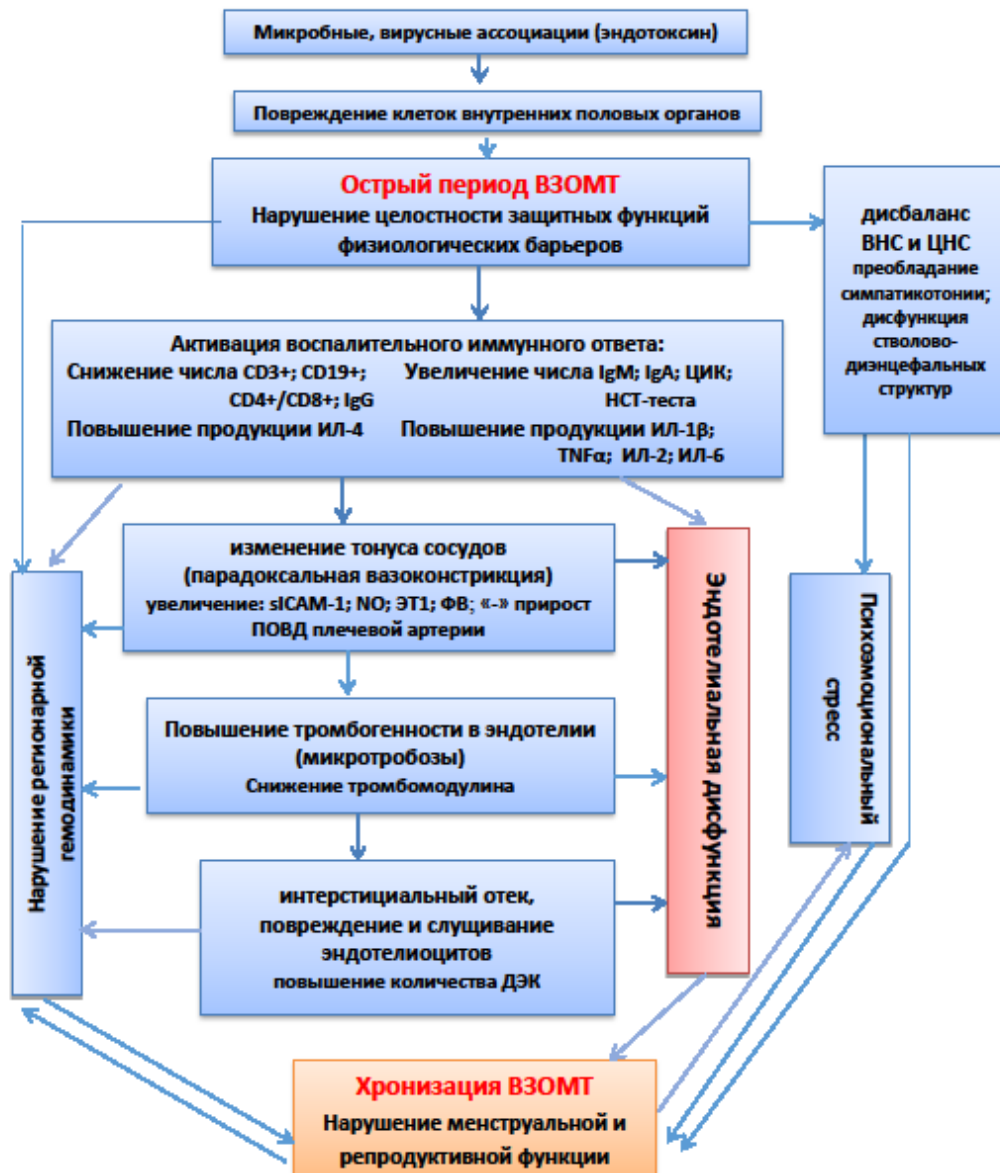 Микробные, вирусные ассоциации (эндотоксин)
Повреждение клеток внутренних половых органов
Острый период ВЗОМТ
Нарушение целостности защитных функций
физиологических барьеров
дисбаланс
ВНС и ЦНС
преобладание
симпатикотонии;
дисфункция
стволово-
диэнцефальных
структур
Активация воспалительного иммунного ответа:
Снижение числа CD3+; CD19+; Увеличение числа IgM; IgA; ЦИК;
CD4+/CD8+; IgG НСТ-теста
Повышение продукции ИЛ-4 Повышение продукции ИЛ-1β;
TNFα; ИЛ-2; ИЛ-6
изменение тонуса сосудов
(парадоксальная вазоконстрикция)
увеличение: sICAM-1; NO; ЭТ1; ФВ; «-» прирост
ПОВД плечевой артерии
Нарушение регионарной
гемодинамики
Эндотелиальная дисфункция
Психоэмоциональный
стресс
Повышение тромбогенности в эндотелии
(микротробозы)
Снижение тромбомодулина
интерстициальный отек,
повреждение и слущивание
эндотелиоцитов
повышение количества ДЭК
Хронизация ВЗОМТ
Нарушение менструальной и
репродуктивной функции